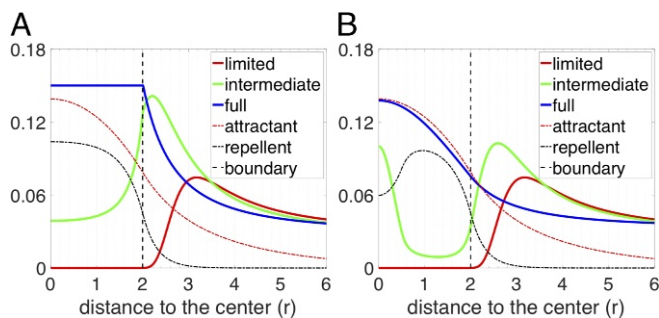 A
0.18
0.12
0.06
0
0 1 2 3 4 5 6
distance to the center (r)
limited
intermediate
full
attractant
repellent
boundary
B
0.18
0.12
0.06
0
0 1 2 3 4 5 6
distance to the center (r)
limited
intermediate
full
attractant
repellent
boundary